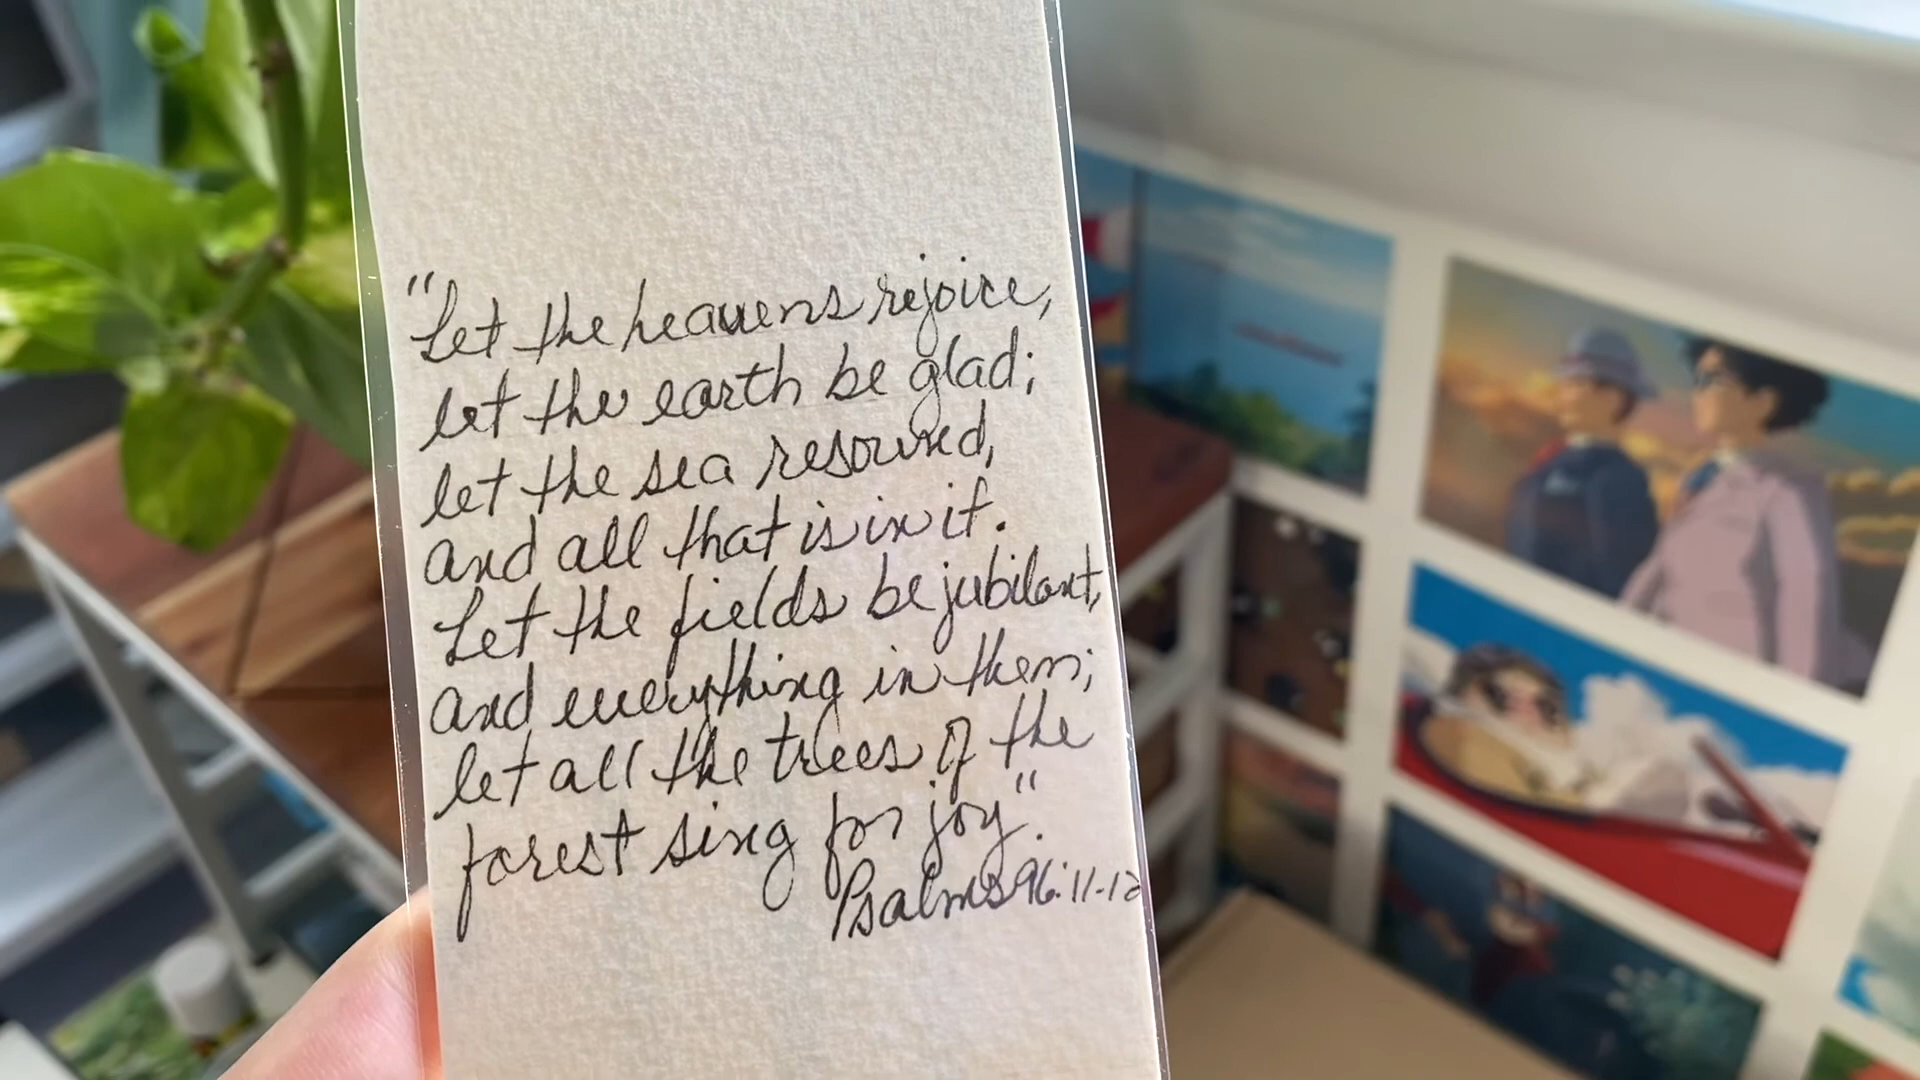 "Let the heavens rejoice,
let the earth be glad;
let the sea resound,
and all that is in it.
Let the fields be jubilant,
and everything in them;
let all the trees of the
forest sing for joy."
Psalms 96:11-12